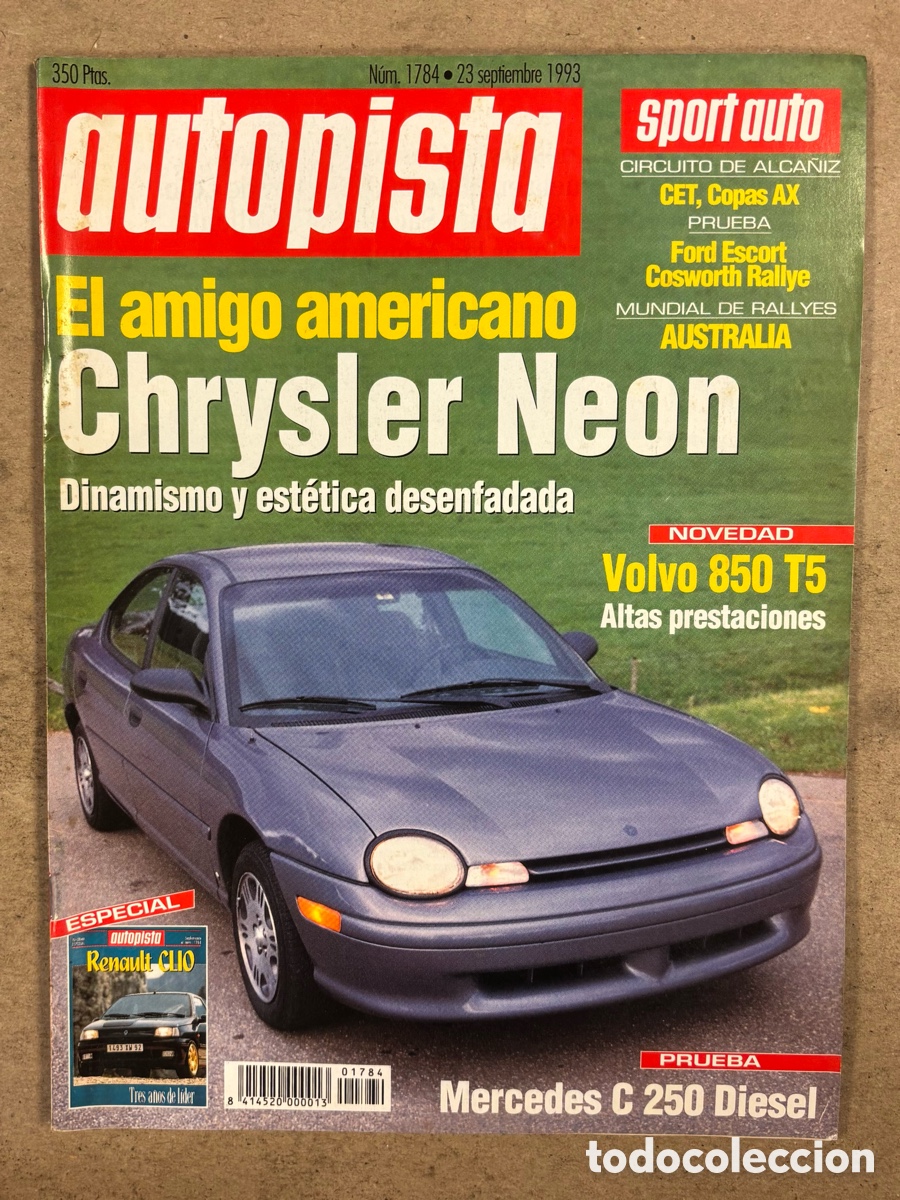 350 Ptas.
Núm. 1784 • 23 septiembre 1993
autopista
sport auto
CIRCUITO DE ALCAÑIZ
CET, Copas AX
PRUEBA
Ford Escort
Cosworth Rallye
MUNDIAL DE RALLYES
AUSTRALIA
El amigo americano
Chrysler Neon
Dinamismo y estética desenfadada
NOVEDAD
Volvo 850 T5
Altas prestaciones
ESPECIAL
autopista
Renault CLIO
Tres años de líder
01784
8 414520 000013
PRUEBA
Mercedes C 250 Diesel
todocoleccion